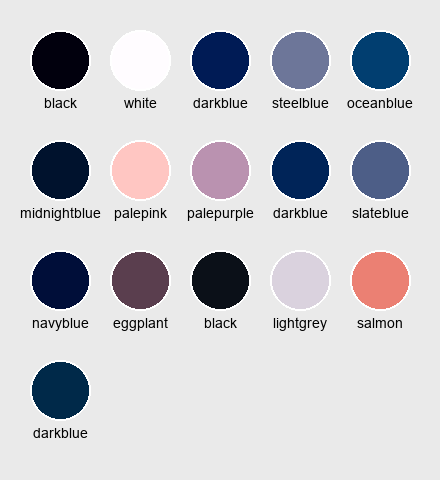 black white darkblue steelblue oceanblue
midnightblue palepink palepurple darkblue slateblue
navyblue eggplant black lightgrey salmon
darkblue